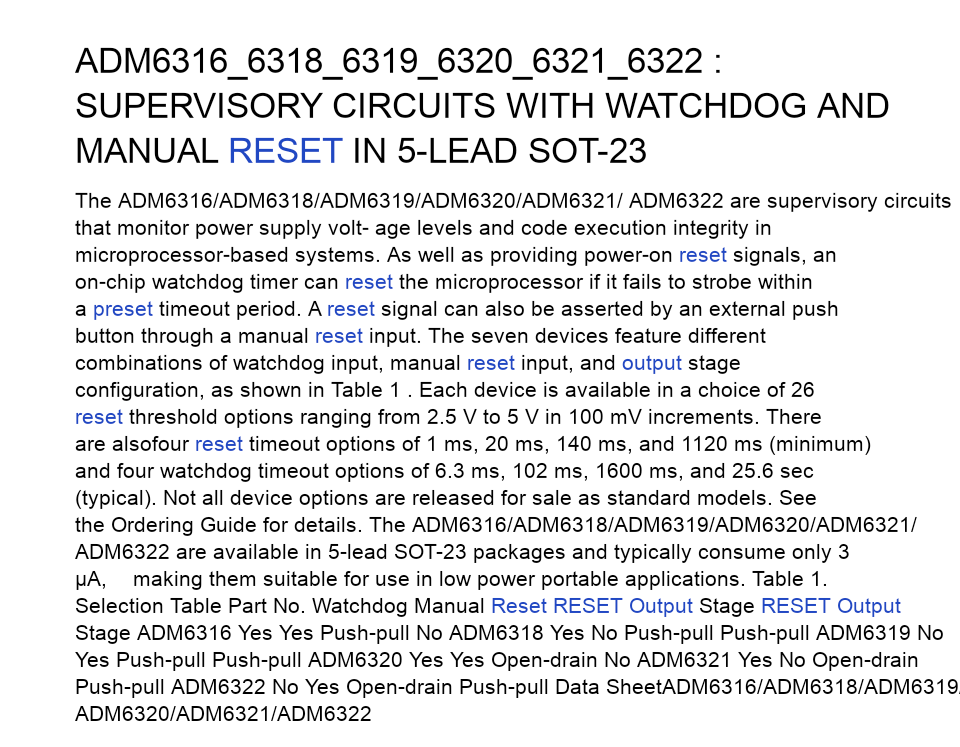 ADM6316_6318_6319_6320_6321_6322 :
SUPERVISORY CIRCUITS WITH WATCHDOG AND
MANUAL RESET IN 5-LEAD SOT-23
The ADM6316/ADM6318/ADM6319/ADM6320/ADM6321/ ADM6322 are supervisory circuits
that monitor power supply volt- age levels and code execution integrity in
microprocessor-based systems. As well as providing power-on reset signals, an
on-chip watchdog timer can reset the microprocessor if it fails to strobe within
a preset timeout period. A reset signal can also be asserted by an external push
button through a manual reset input. The seven devices feature different
combinations of watchdog input, manual reset input, and output stage
configuration, as shown in Table 1 . Each device is available in a choice of 26
reset threshold options ranging from 2.5 V to 5 V in 100 mV increments. There
are alsofour reset timeout options of 1 ms, 20 ms, 140 ms, and 1120 ms (minimum)
and four watchdog timeout options of 6.3 ms, 102 ms, 1600 ms, and 25.6 sec
(typical). Not all device options are released for sale as standard models. See
the Ordering Guide for details. The ADM6316/ADM6318/ADM6319/ADM6320/ADM6321/
ADM6322 are available in 5-lead SOT-23 packages and typically consume only 3
μA, making them suitable for use in low power portable applications. Table 1.
Selection Table Part No. Watchdog Manual Reset RESET Output Stage RESET Output
Stage ADM6316 Yes Yes Push-pull No ADM6318 Yes No Push-pull Push-pull ADM6319 No
Yes Push-pull Push-pull ADM6320 Yes Yes Open-drain No ADM6321 Yes No Open-drain
Push-pull ADM6322 No Yes Open-drain Push-pull Data SheetADM6316/ADM6318/ADM6319/
ADM6320/ADM6321/ADM6322